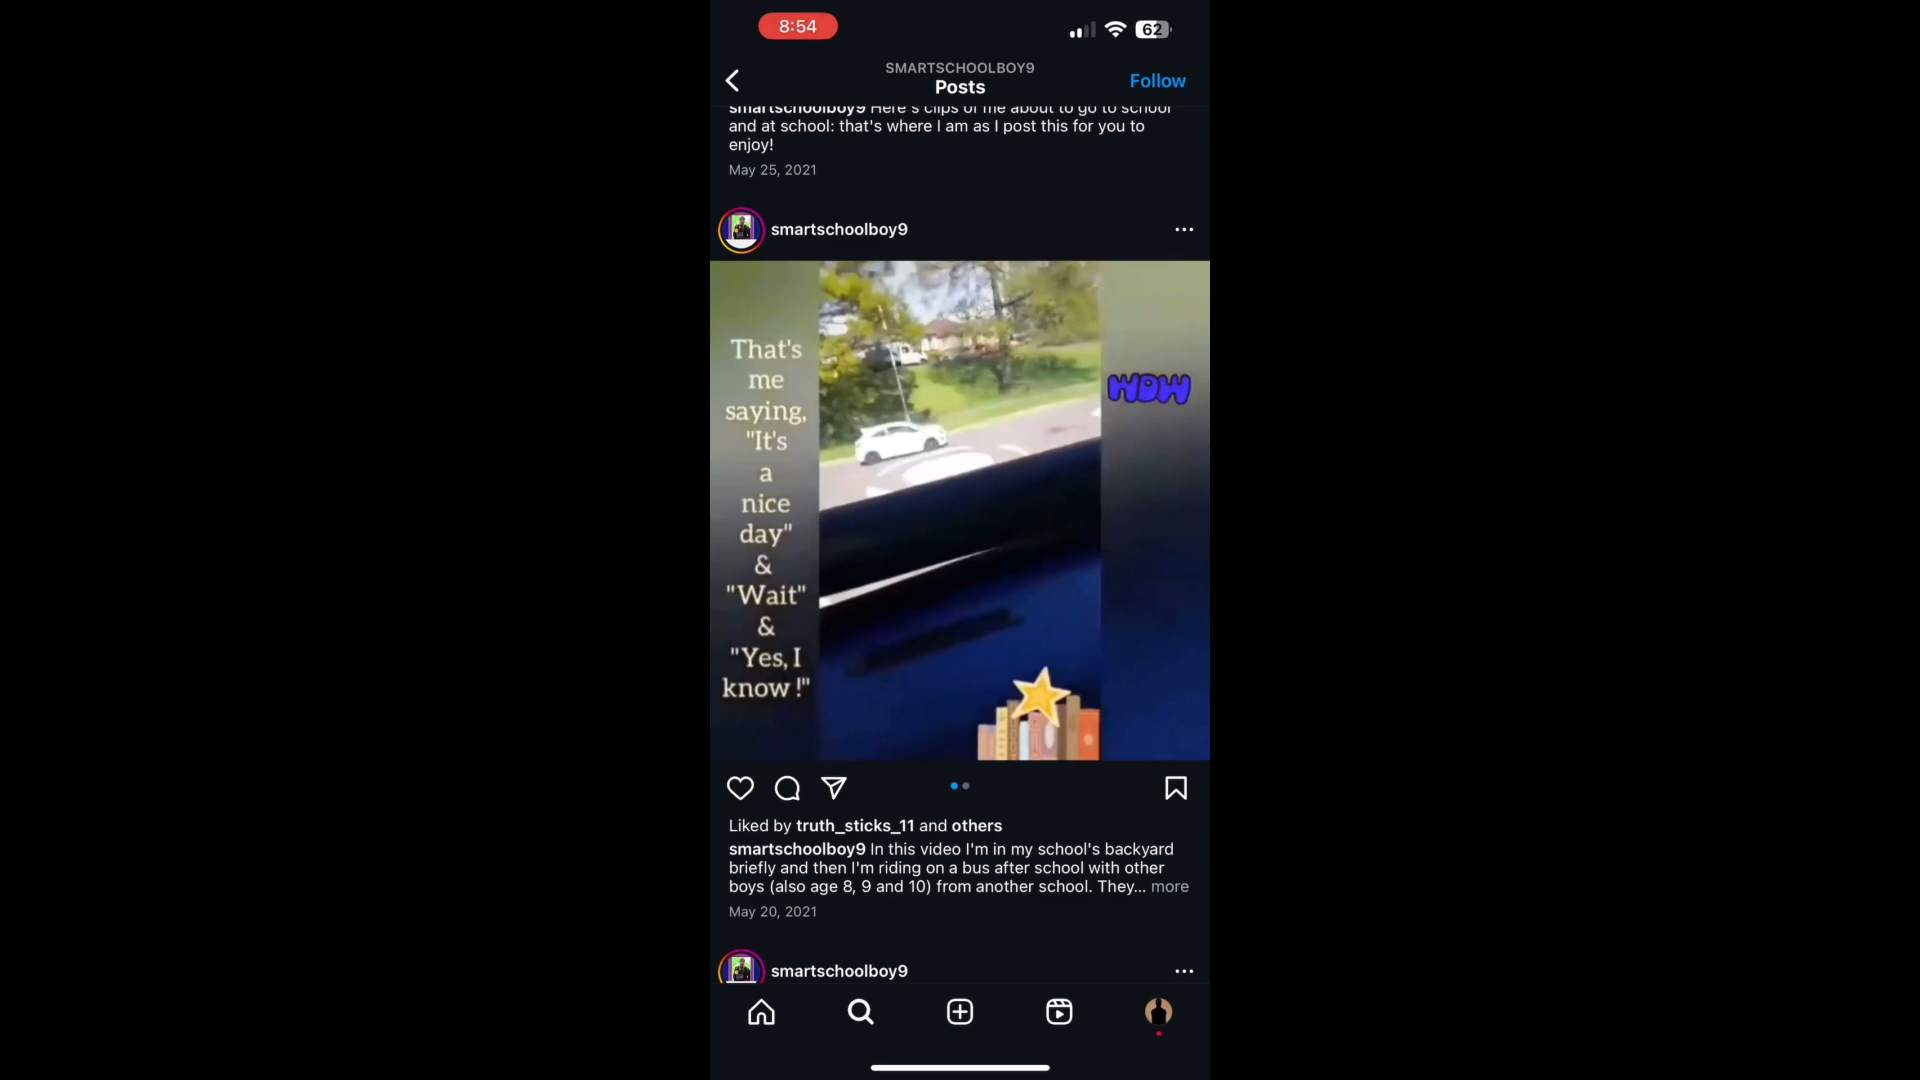 8:54
62
SMARTSCHOOLBOY9
Posts
Follow
smartschoolboy9 Here's clips of me about to go to school
and at school: that's where I am as I post this for you to
enjoy!
May 25, 2021
smartschoolboy9
That's
me
saying,
"It's
a
nice
day"
&
"Wait"
&
"Yes, I
know !"
WOW
Liked by truth_sticks_11 and others
smartschoolboy9 In this video I'm in my school's backyard
briefly and then I'm riding on a bus after school with other
boys (also age 8, 9 and 10) from another school. They... more
May 20, 2021
smartschoolboy9